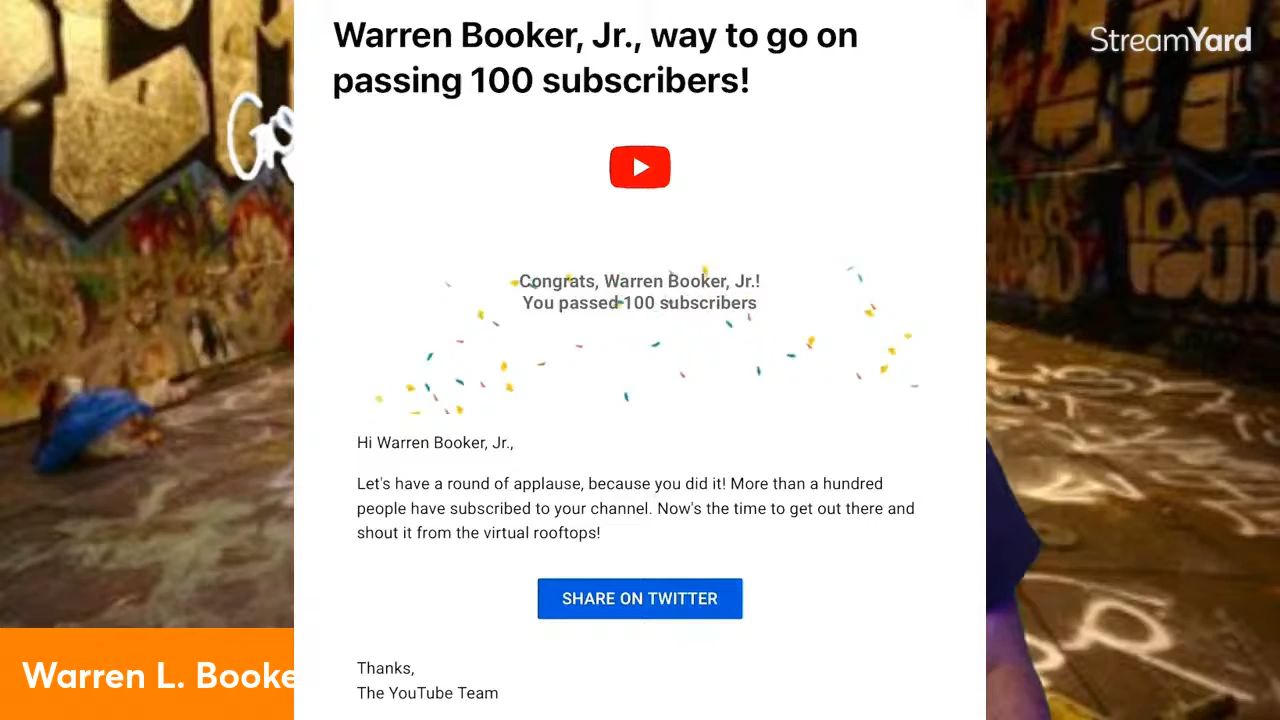 Warren Booker, Jr., way to go on
passing 100 subscribers!
StreamYard
Congrats, Warren Booker, Jr.!
You passed 100 subscribers
Hi Warren Booker, Jr.,
Let's have a round of applause, because you did it! More than a hundred
people have subscribed to your channel. Now's the time to get out there and
shout it from the virtual rooftops!
SHARE ON TWITTER
Warren L. Booke
Thanks,
The YouTube Team